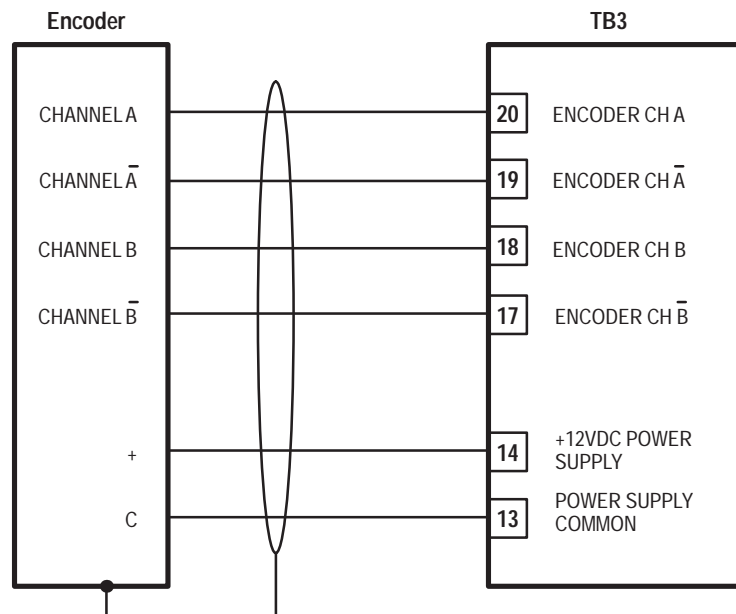 Encoder TB3
CHANNEL A 20 ENCODER CH A
CHANNEL A̅ 19 ENCODER CH A̅
CHANNEL B 18 ENCODER CH B
CHANNEL B̅ 17 ENCODER CH B̅
+ 14 +12VDC POWER
SUPPLY
C 13 POWER SUPPLY
COMMON